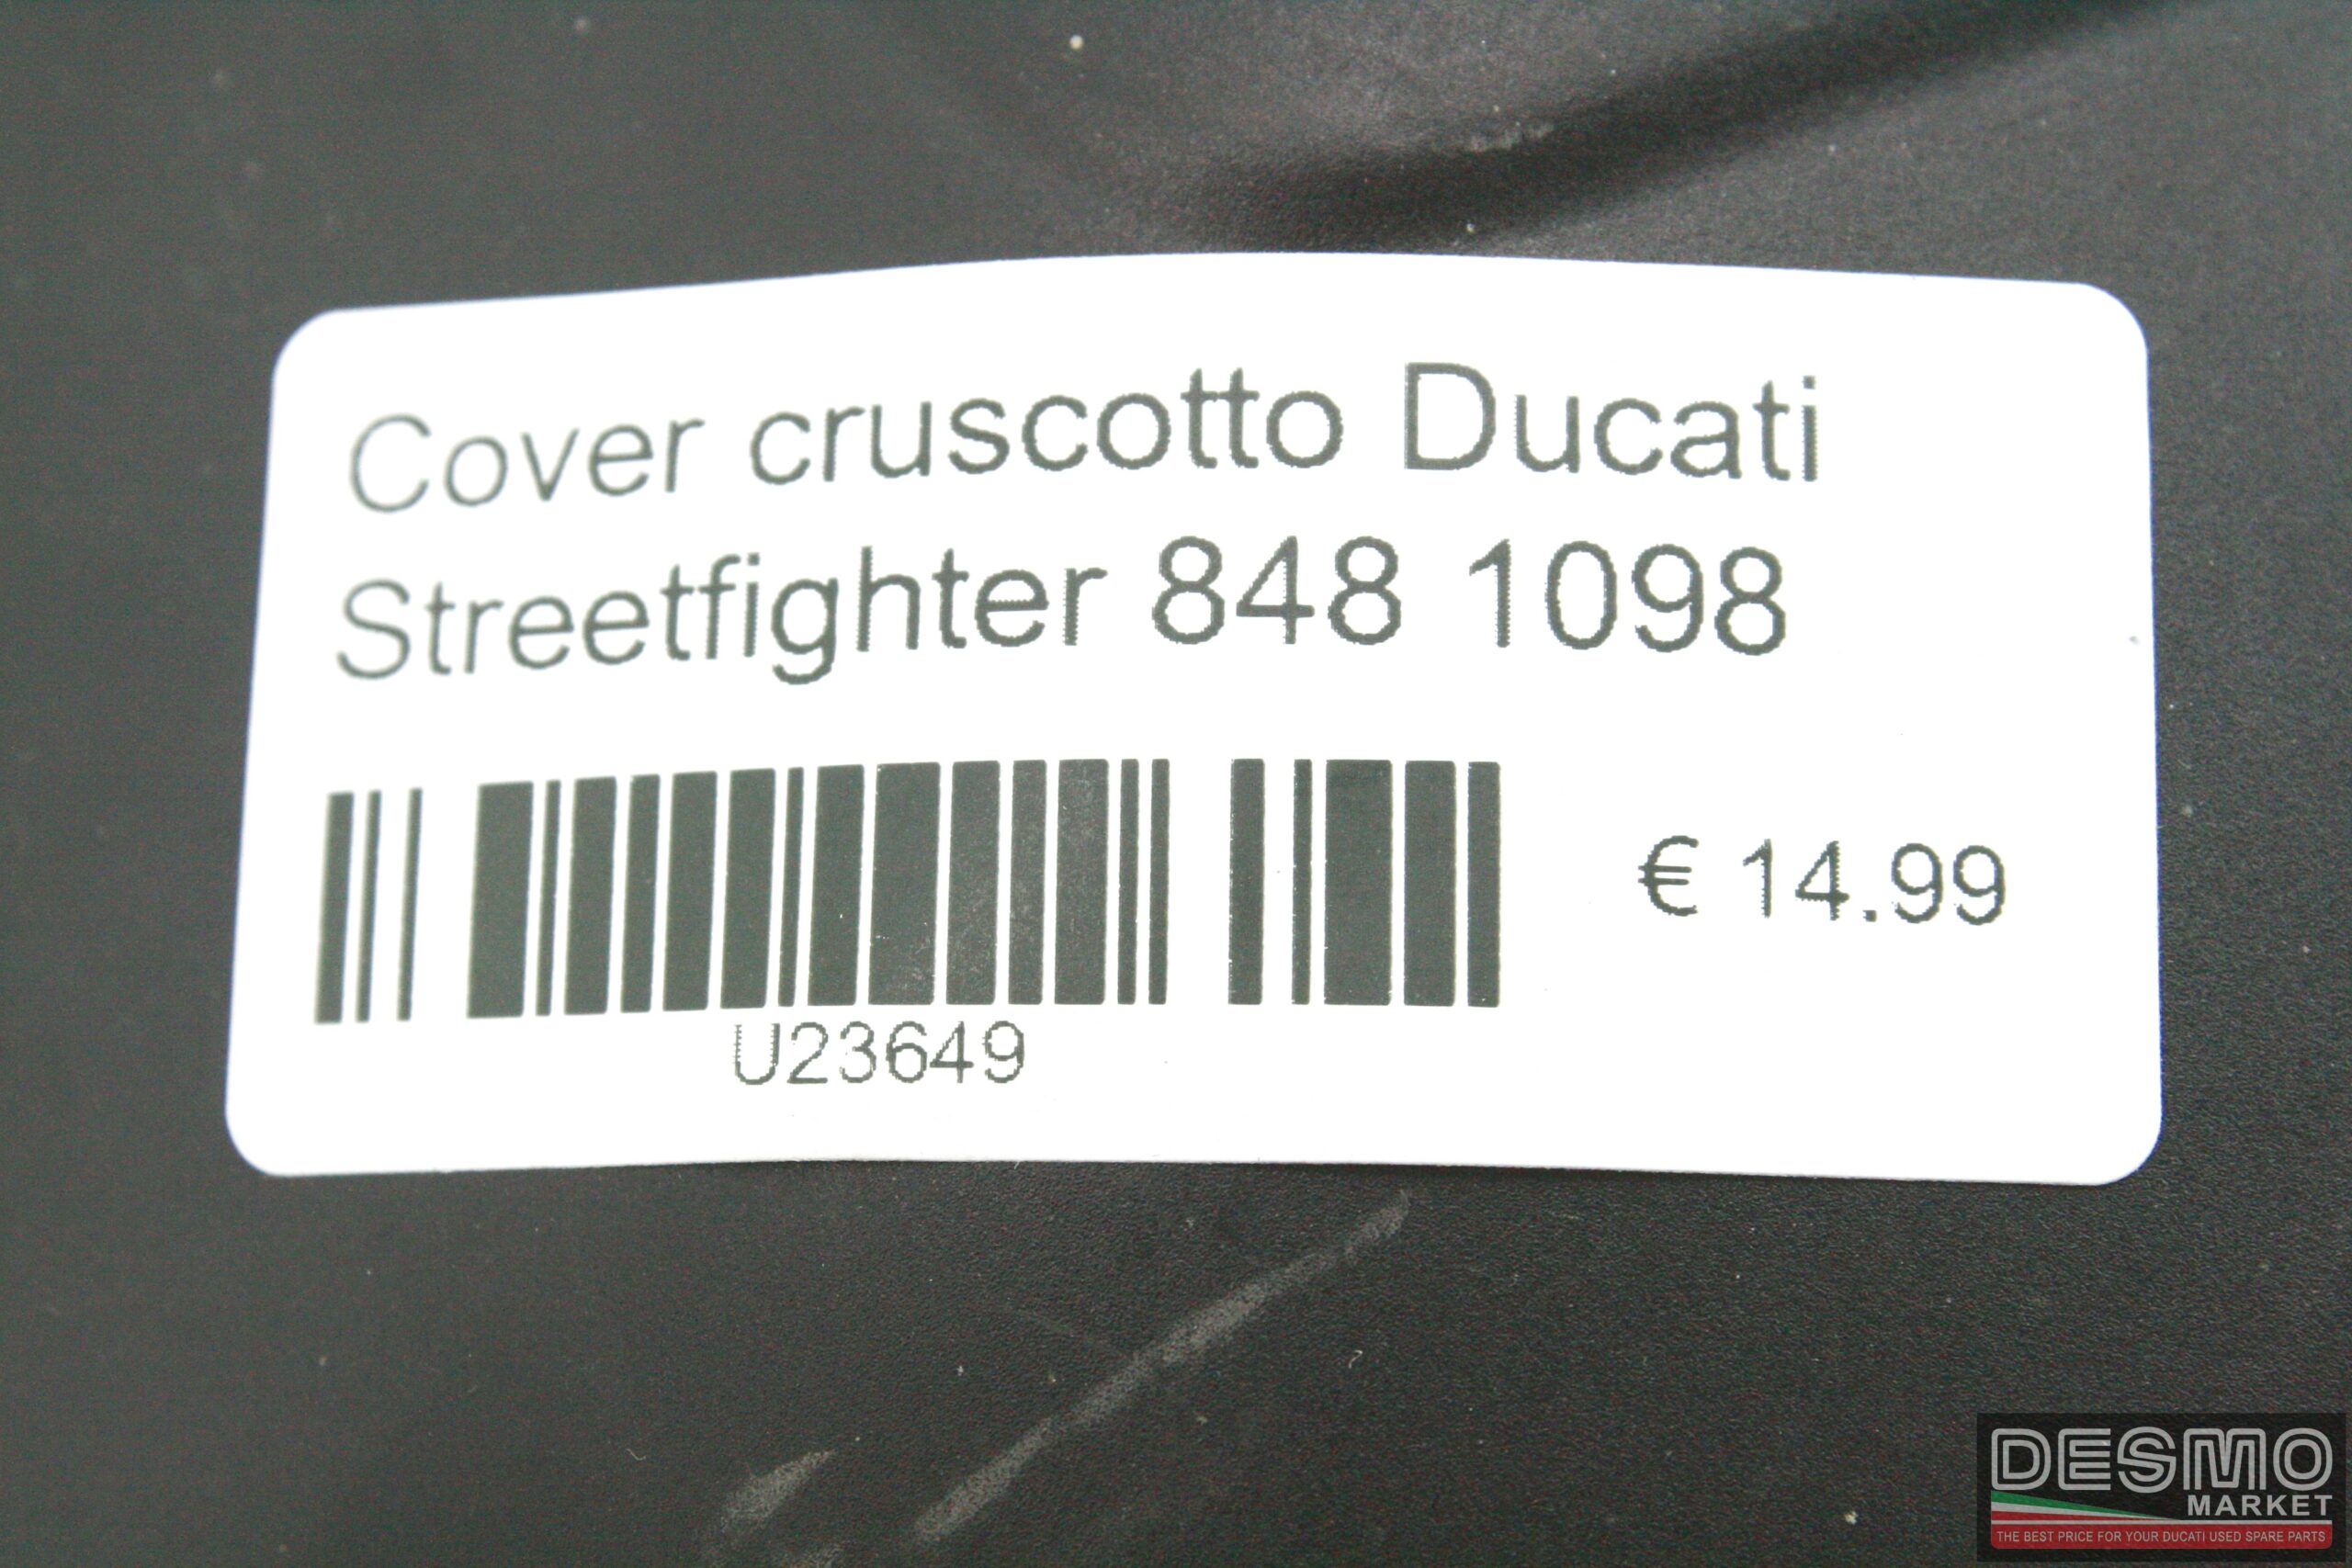 Cover cruscotto Ducati
Streetfighter 848 1098
€ 14.99
U23649
DESMO
MARKET
THE BEST PRICE FOR YOUR DUCATI USED SPARE PARTS